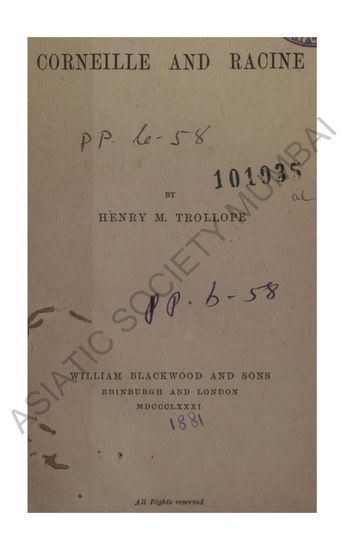 CORNEILLE AND RACINE
PP. 6-58
101935
BY
HENRY M. TROLLOPE
PP. 6-58
WILLIAM BLACKWOOD AND SONS
EDINBURGH AND LONDON
MDCCCLXXXI
1881
All Rights reserved
ASIATIC SOCIETY MUMBAI